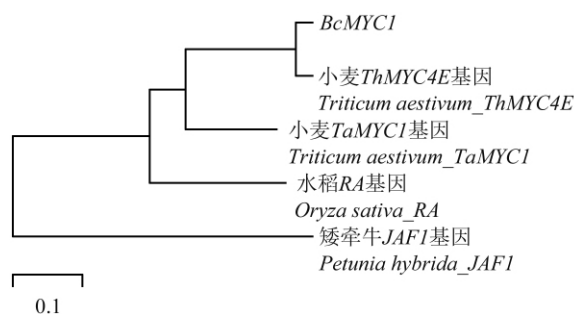 BcMYC1
小麦ThMYC4E基因
Triticum aestivum_ThMYC4E
小麦TaMYC1基因
Triticum aestivum_TaMYC1
水稻RA基因
Oryza sativa_RA
矮牵牛JAF1基因
Petunia hybrida_JAF1
0.1